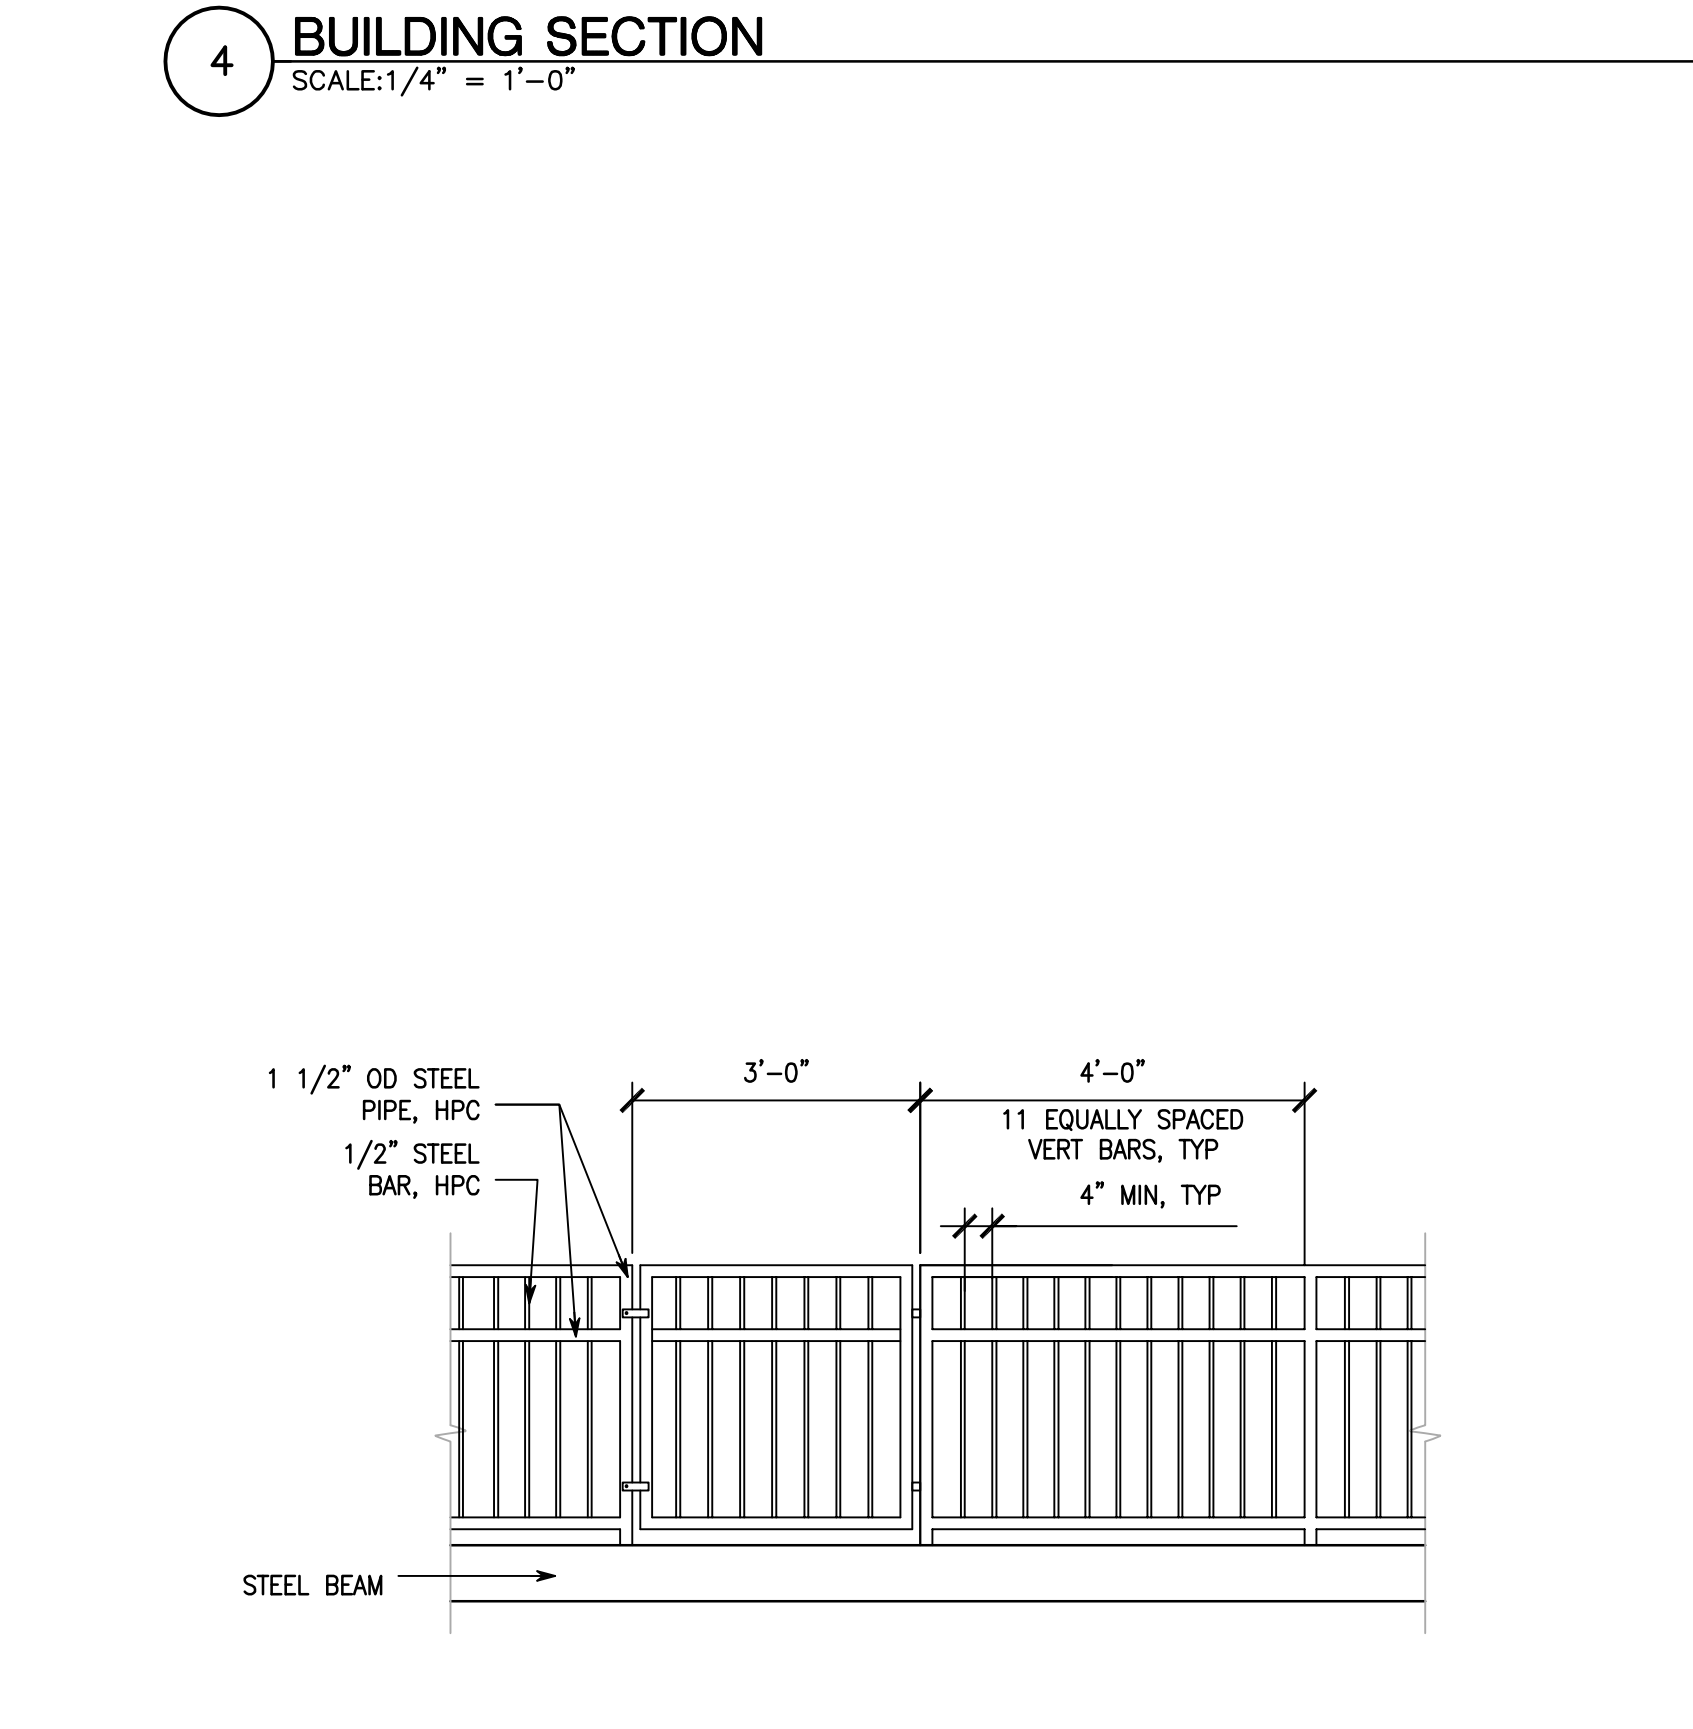 4
BUILDING SECTION
SCALE:1/4" = 1'-0"
1 1/2" OD STEEL
PIPE, HPC
1/2" STEEL
BAR, HPC
3'-0"
4'-0"
11 EQUALLY SPACED
VERT BARS, TYP
4" MIN, TYP
STEEL BEAM